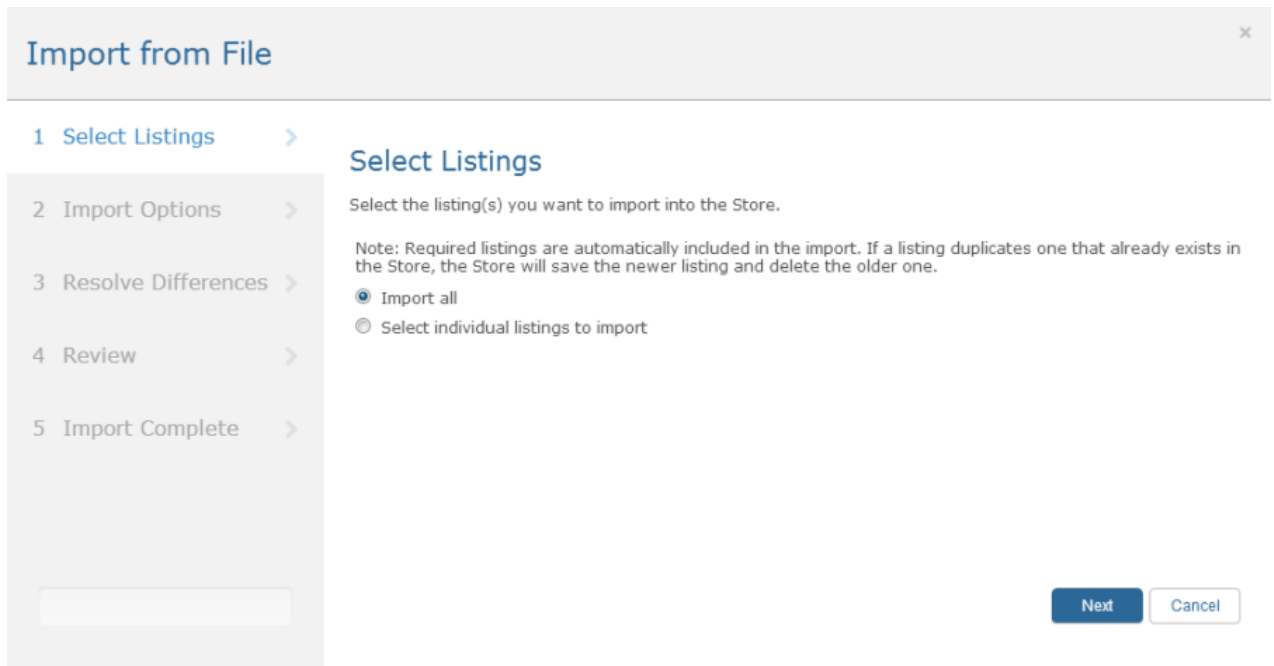 Import from File
×
1 Select Listings
2 Import Options
3 Resolve Differences
4 Review
5 Import Complete
Select Listings
Select the listing(s) you want to import into the Store.
Note: Required listings are automatically included in the import. If a listing duplicates one that already exists in
the Store, the Store will save the newer listing and delete the older one.
Import all
Select individual listings to import
Next Cancel